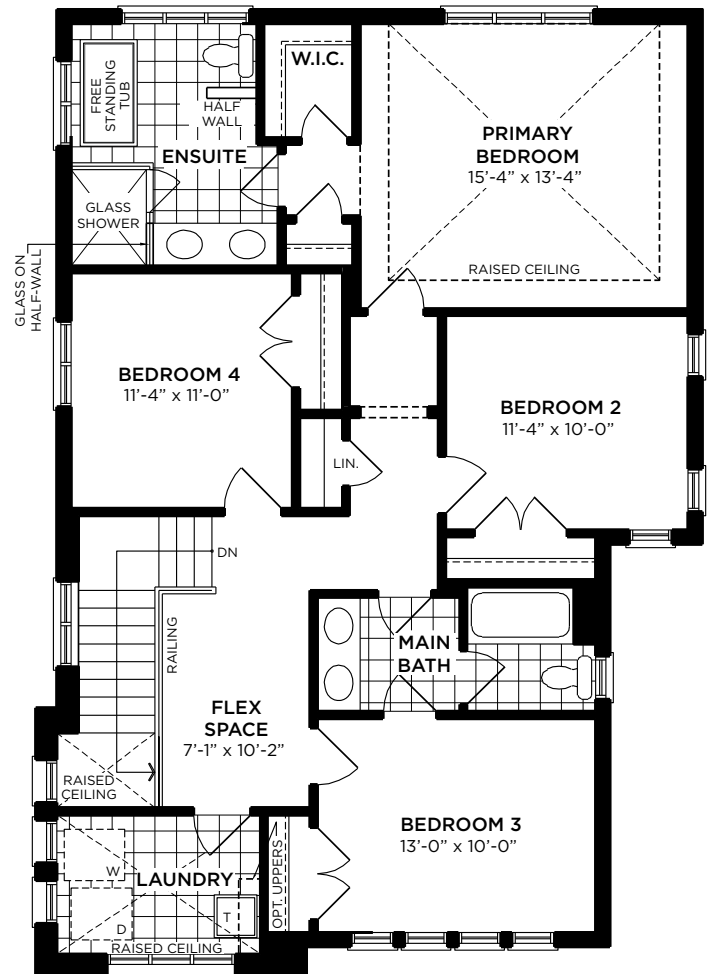 FREE
STANDING
TUB
HALF
WALL
W.I.C.
ENSUITE
GLASS
SHOWER
GLASS ON
HALF-WALL
PRIMARY
BEDROOM
15'-4" x 13'-4"
RAISED CEILING
BEDROOM 4
11'-4" x 11'-0"
BEDROOM 2
11'-4" x 10'-0"
LIN.
DN
RAILING
MAIN
BATH
FLEX
SPACE
7'-1" x 10'-2"
RAISED
CEILING
BEDROOM 3
13'-0" x 10'-0"
W
LAUNDRY
D
T
OPT. UPPERS
RAISED CEILING